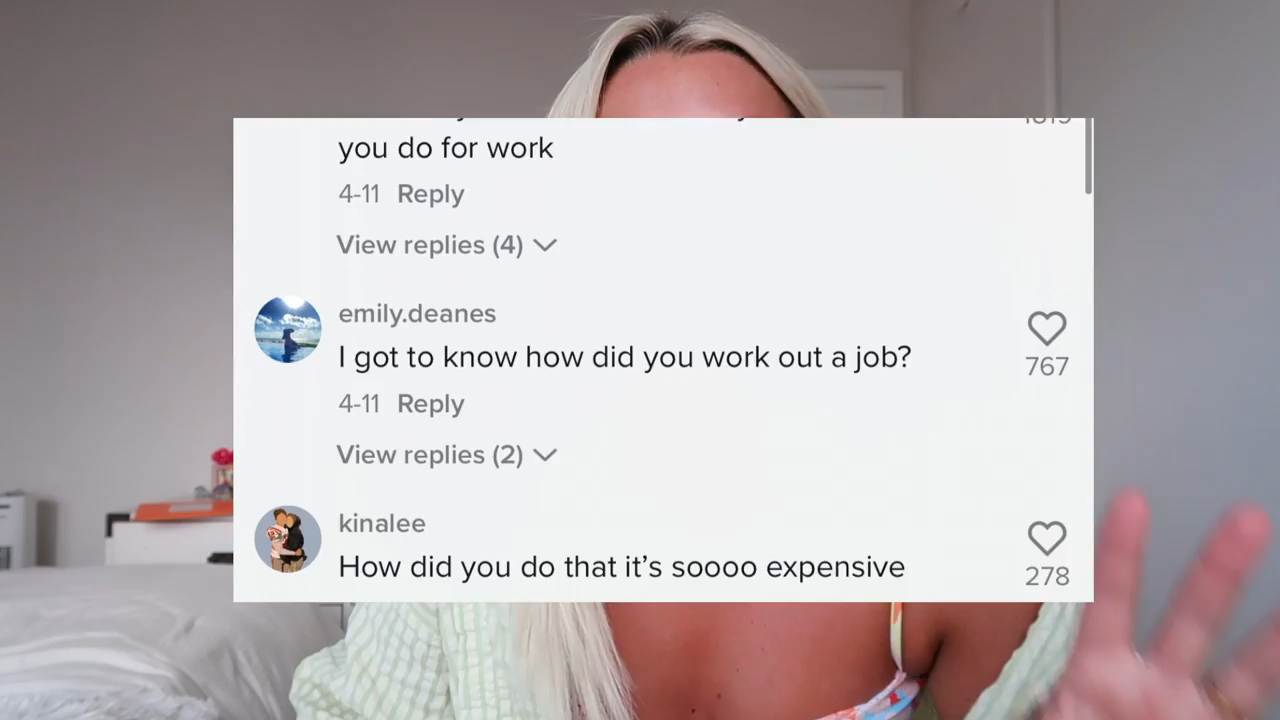 you do for work
4-11 Reply
View replies (4)
emily.deanes
I got to know how did you work out a job?
767
4-11 Reply
View replies (2)
kinalee
How did you do that it’s soooo expensive
278